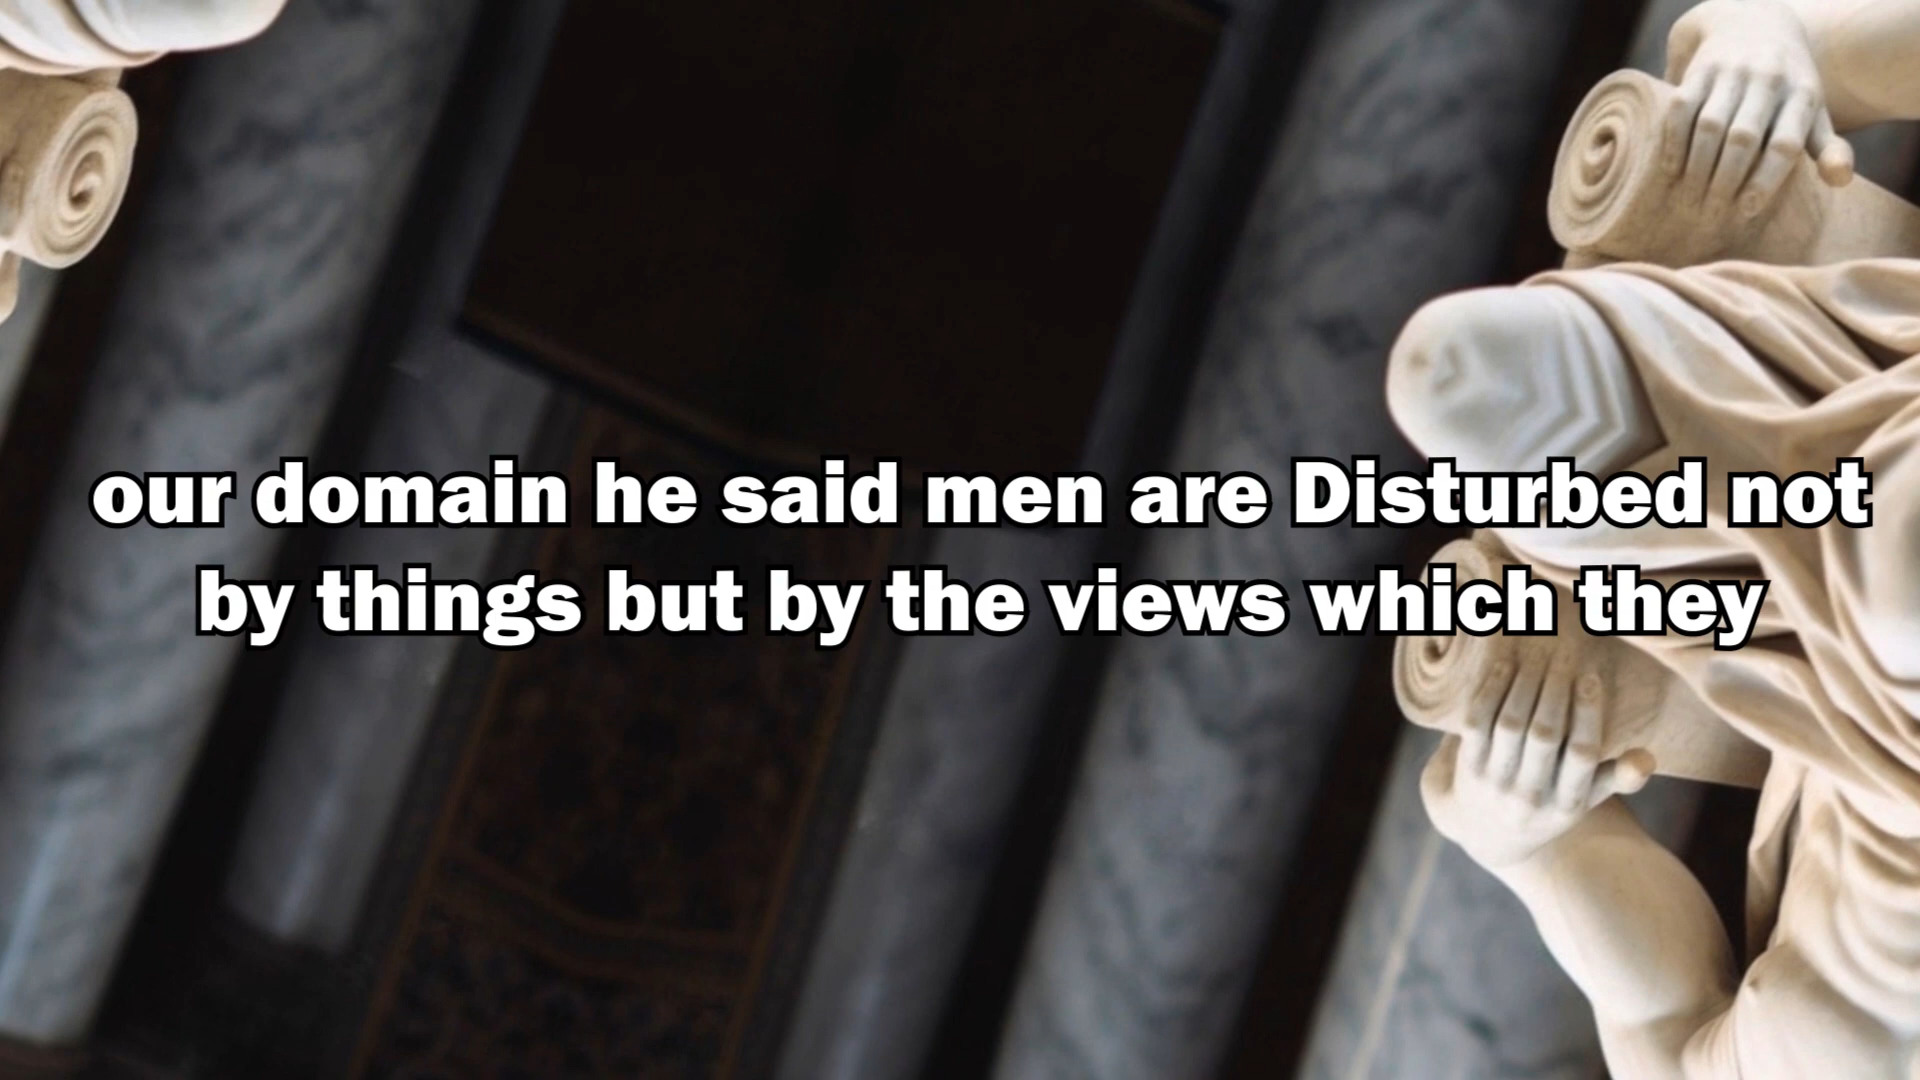 our domain he said men are Disturbed not
by things but by the views which they